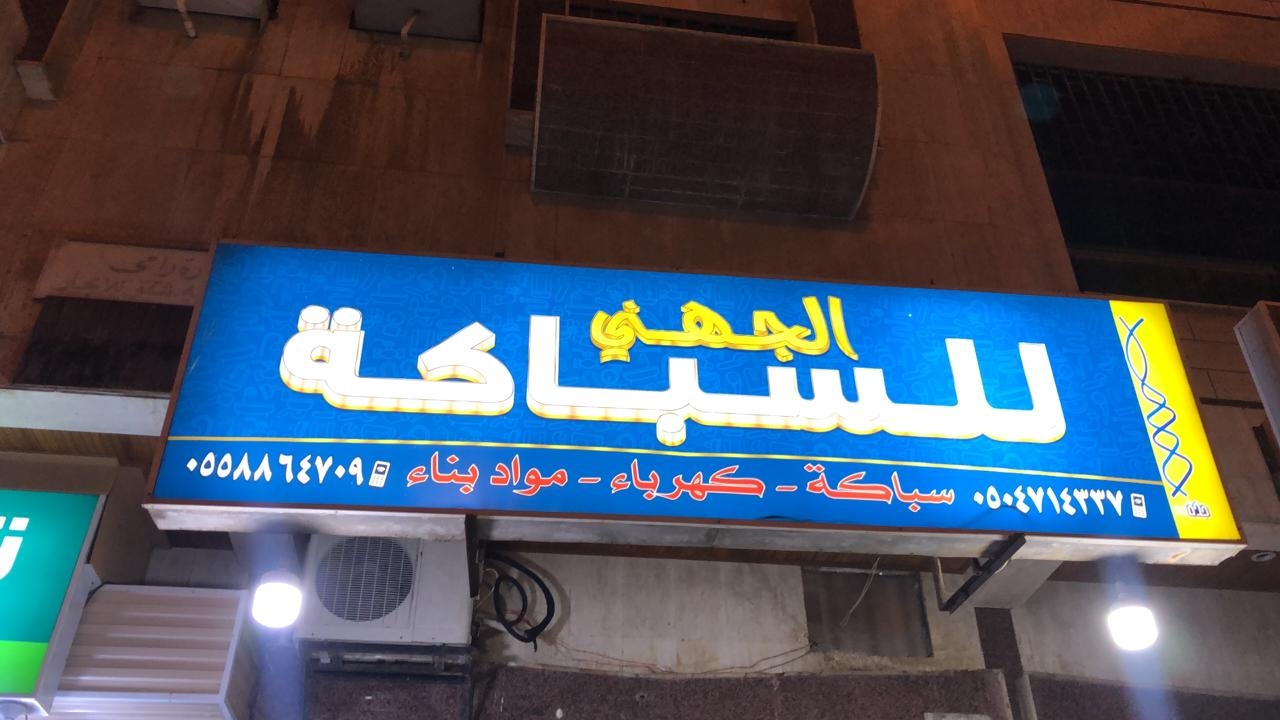 الجهني
للسباكة
٠٥٠٤٧١٤٣٣٧ سباكة - كهرباء - مواد بناء ٠٥٥٨٨٦٤٧٠٩